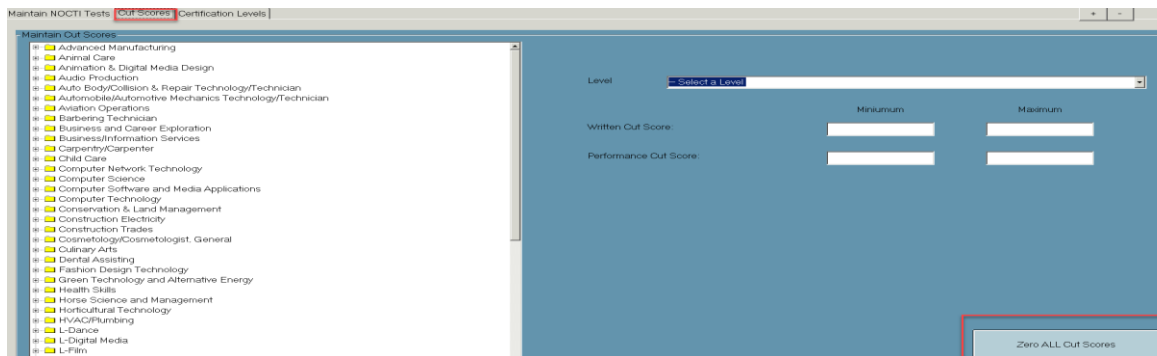 Maintain NOCTI Tests Cut Scores Certification Levels + -
Maintain Cut Scores
Advanced Manufacturing
Animal Care
Animation & Digital Media Design
Audio Production
Auto Body/Collision & Repair Technology/Technician
Automobile/Automotive Mechanics Technology/Technician
Aviation Operations
Barbering Technician
Business and Career Exploration
Business/Information Services
Carpentry/Carpenter
Child Care
Computer Network Technology
Computer Science
Computer Software and Media Applications
Computer Technology
Conservation & Land Management
Construction Electricity
Construction Trades
Cosmetology/Cosmetologist, General
Culinary Arts
Dental Assisting
Fashion Design Technology
Green Technology and Alternative Energy
Health Skills
Horse Science and Management
Horticultural Technology
HVAC/Plumbing
L-Dance
L-Digital Media
L-Film
Level -- Select a Level
Miniumum Maximum
Written Cut Score:
Performance Cut Score:
Zero ALL Cut Scores